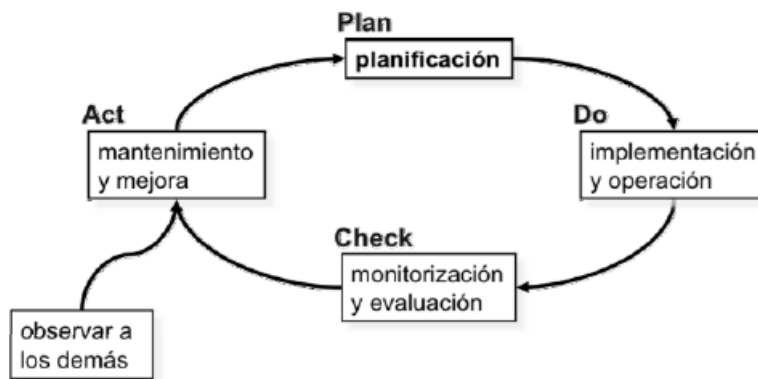 Plan
planificación
Act
mantenimiento
y mejora
Do
implementación
y operación
Check
monitorización
y evaluación
observar a
los demás